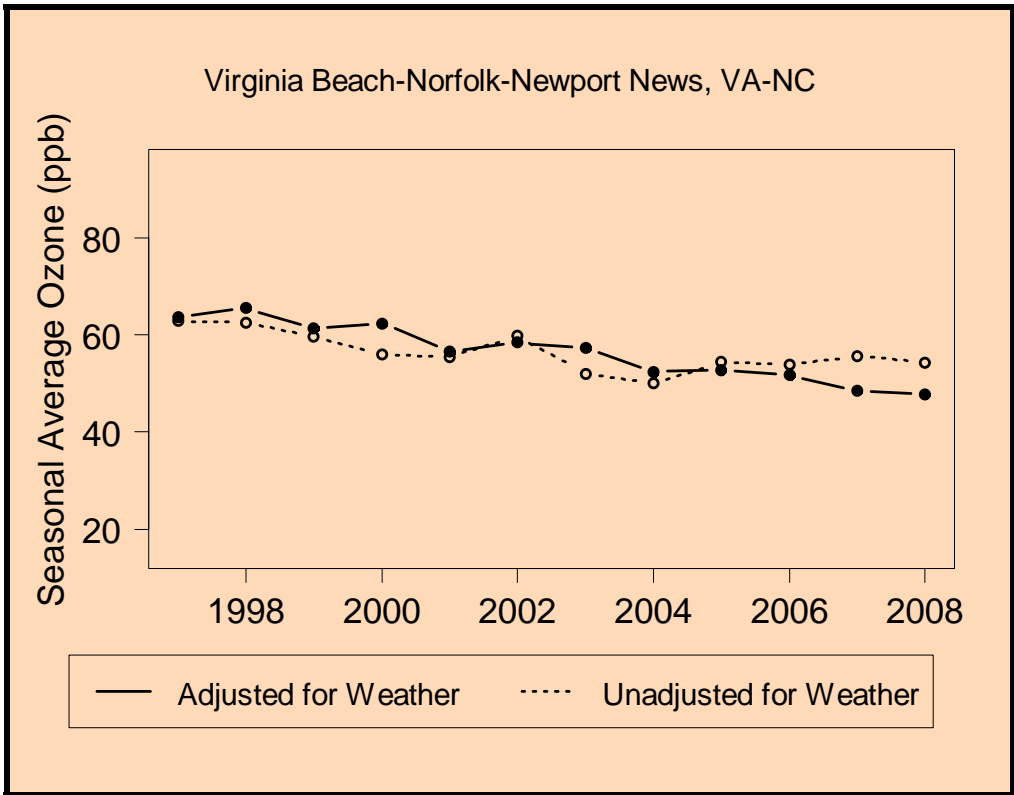 Virginia Beach-Norfolk-Newport News, VA-NC
Seasonal Average Ozone (ppb)
80
60
40
20
1998 2000 2002 2004 2006 2008
Adjusted for Weather Unadjusted for Weather